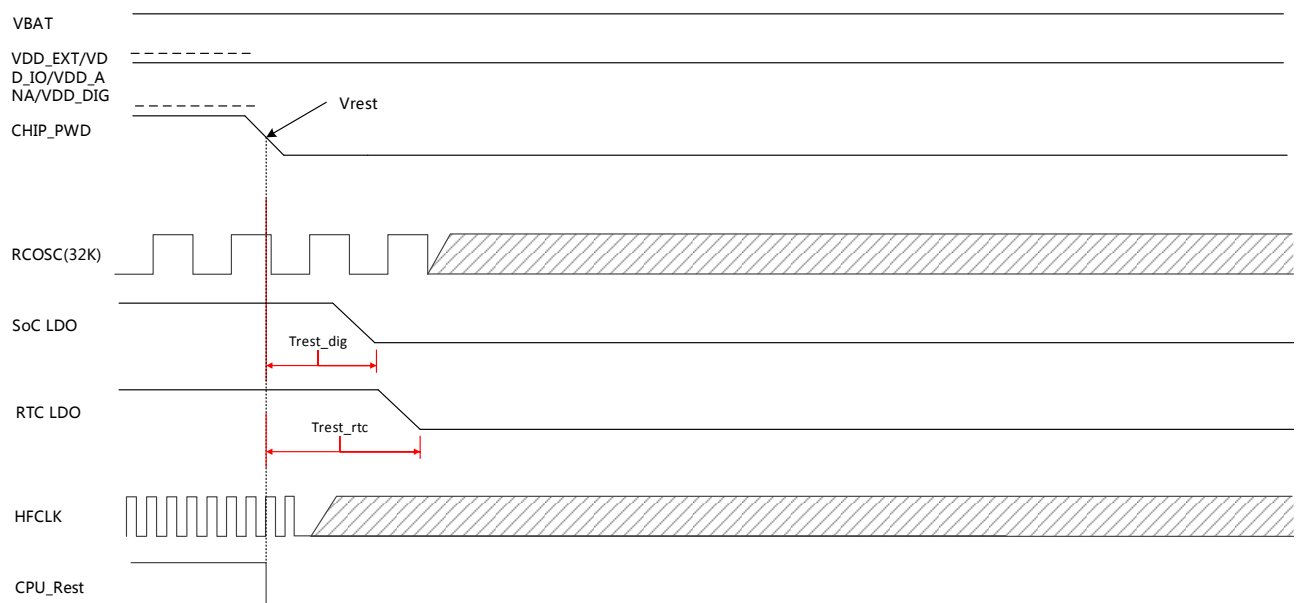 VBAT
VDD_EXT/VD
D_IO/VDD_A
NA/VDD_DIG
Vrest
CHIP_PWD
RCOSC(32K)
SoC LDO
Trest_dig
RTC LDO
Trest_rtc
HFCLK
CPU_Rest